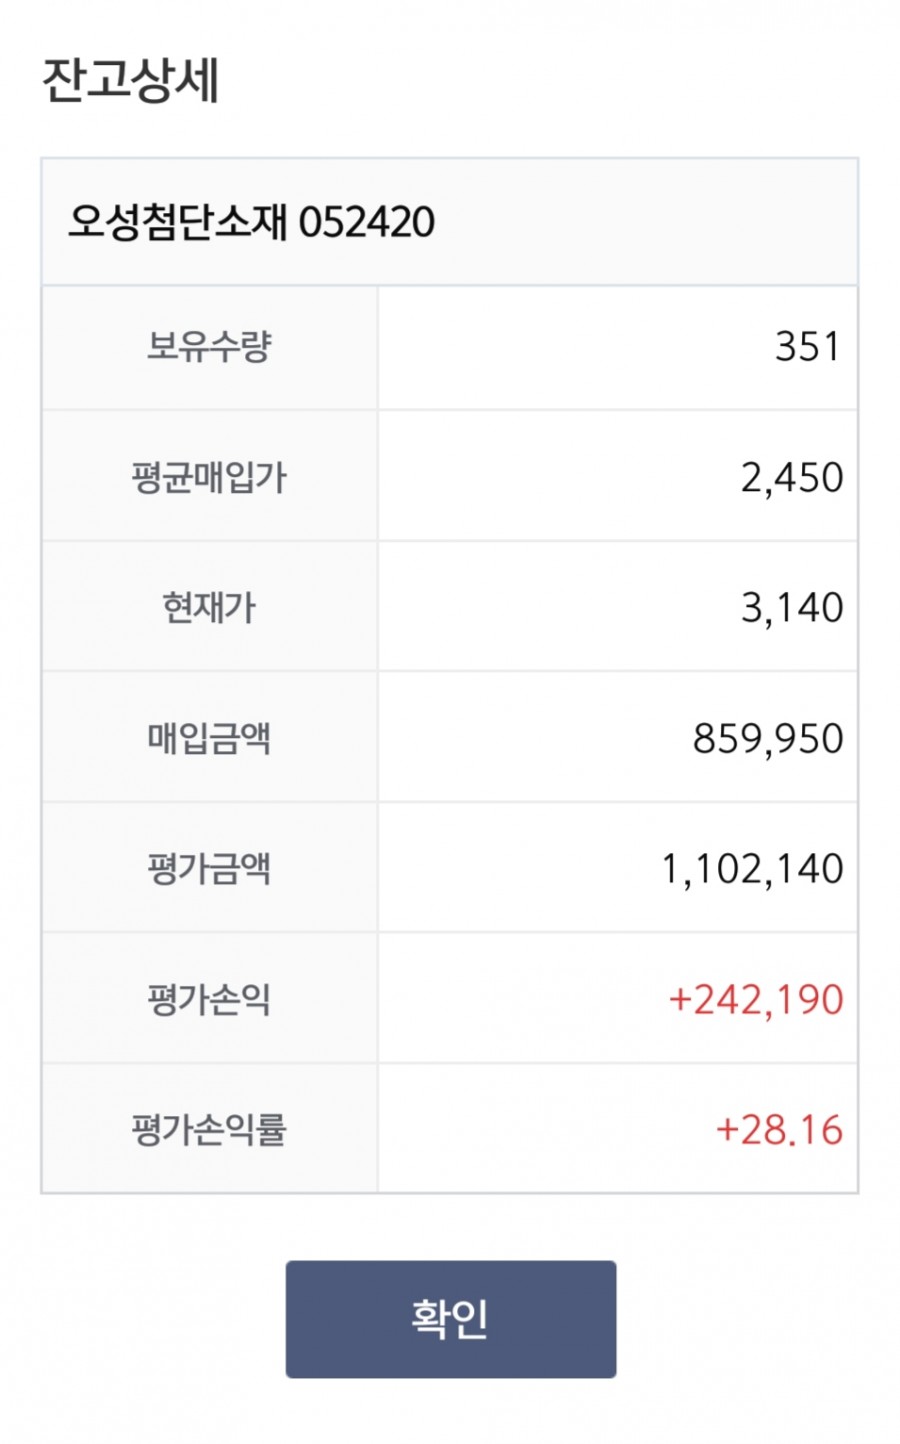 잔고상세
오성첨단소재 052420
보유수량 351
평균매입가 2,450
현재가 3,140
매입금액 859,950
평가금액 1,102,140
평가손익 +242,190
평가손익률 +28.16
확인